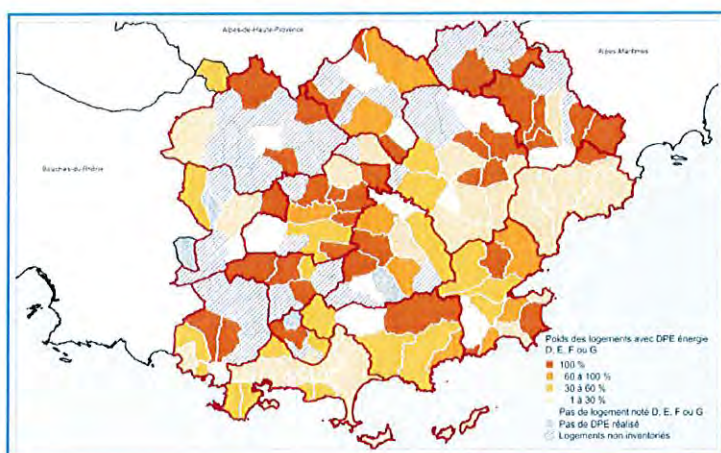 Alpes-de-Haute-Provence
Alpes-Maritimes
Bouches-du-Rhône
Poids des logements avec DPE énergie
D, E, F ou G
100 %
60 à 100 %
30 à 60 %
1 à 30 %
Pas de logement noté D, E, F ou G
Pas de DPE réalisé
Logements non inventoriés